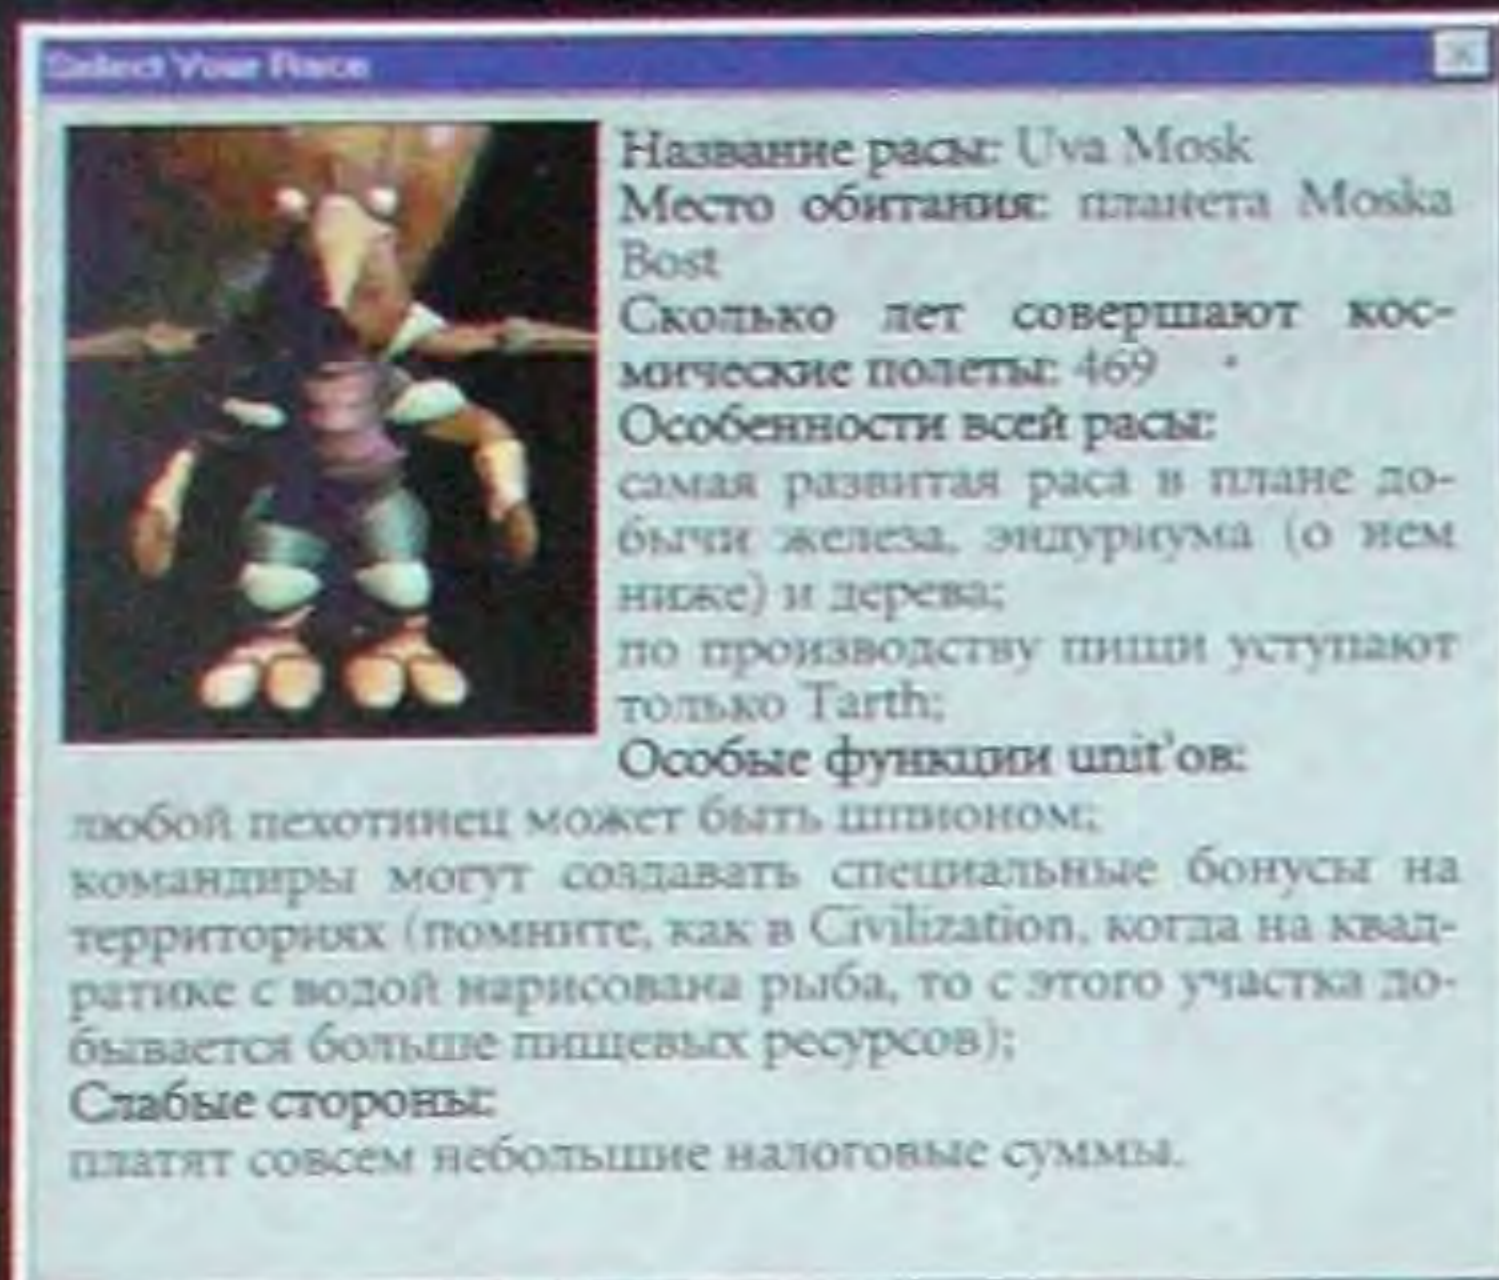 Select Your Race
Название расы: Uva Mosk
Место обитания: планета Moska
Bost
Сколько лет совершают кос-
мические полеты: 469
Особенности всей расы:
самая развитая раса в плане до-
бычи железа, эндуриума (о нем
ниже) и дерева;
по производству пищи уступают
только Tarth;
Особые функции unit'ов:
любой пехотинец может быть шпионом;
командиры могут создавать специальные бонусы на
территориях (помните, как в Civilization, когда на квад-
ратике с водой нарисована рыба, то с этого участка до-
бывается больше пищевых ресурсов);
Слабые стороны:
платят совсем небольшие налоговые суммы.